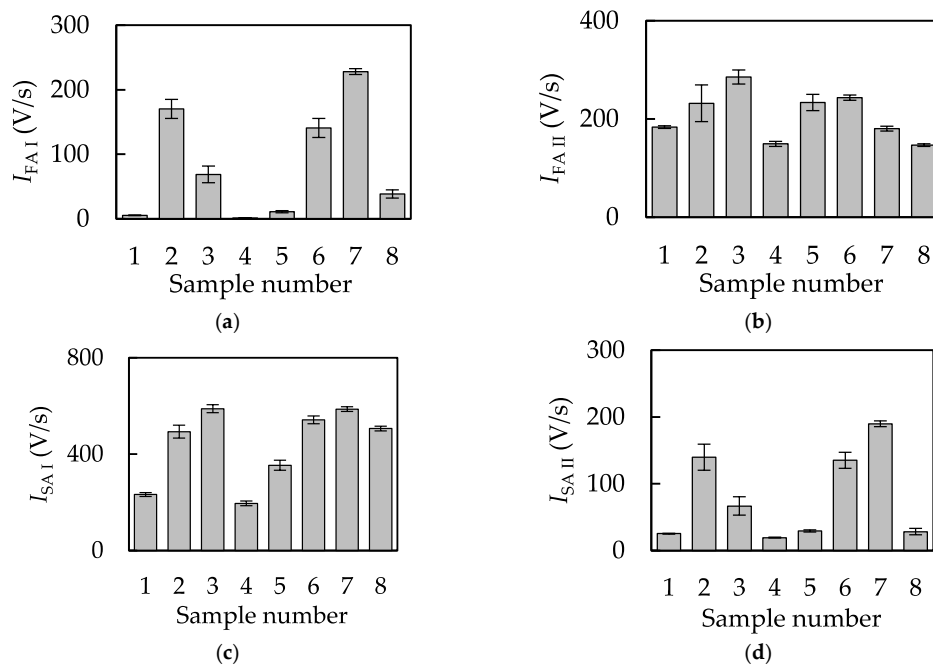 300
200
100
0
I_FA I (V/s)
1 2 3 4 5 6 7 8
Sample number
(a)
400
200
0
I_FA II (V/s)
1 2 3 4 5 6 7 8
Sample number
(b)
800
400
0
I_SA I (V/s)
1 2 3 4 5 6 7 8
Sample number
(c)
300
200
100
0
I_SA II (V/s)
1 2 3 4 5 6 7 8
Sample number
(d)